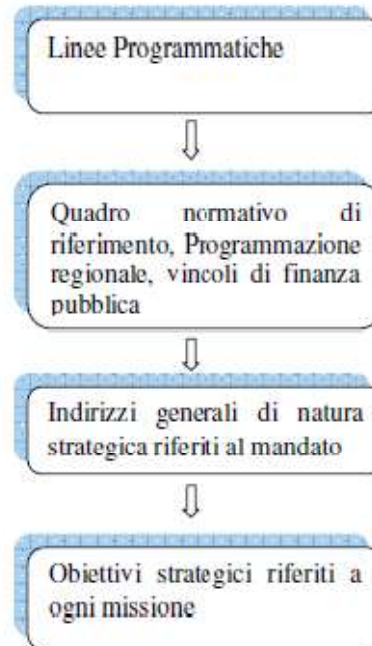 Linee Programmatiche
Quadro normativo di
riferimento, Programmazione
regionale, vincoli di finanza
pubblica
Indirizzi generali di natura
strategica riferiti al mandato
Obiettivi strategici riferiti a
ogni missione